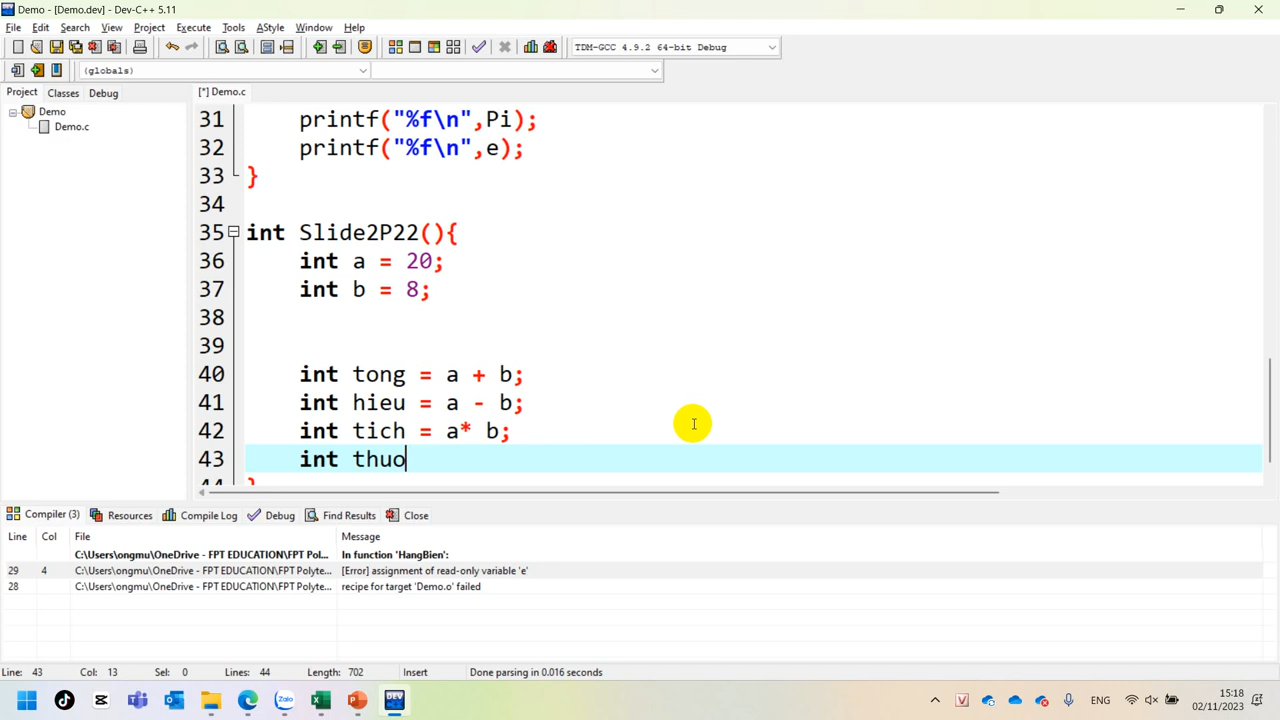 Demo - [Demo.dev] - Dev-C++ 5.11
File Edit Search View Project Execute Tools AStyle Window Help
TDM-GCC 4.9.2 64-bit Debug
(globals)
Project Classes Debug
[*] Demo.c
Demo
Demo.c
31 printf("%f\n",Pi);
32 printf("%f\n",e);
33 }
34
35 int Slide2P22(){
36 int a = 20;
37 int b = 8;
38
39
40 int tong = a + b;
41 int hieu = a - b;
42 int tich = a* b;
43 int thuo
44 }
Compiler (3) Resources Compile Log Debug Find Results Close
Line Col File Message
C:\Users\ongmu\OneDrive - FPT EDUCATION\FPT Pol... In function 'HangBien':
29 4 C:\Users\ongmu\OneDrive - FPT EDUCATION\FPT Polyte... [Error] assignment of read-only variable 'e'
28 C:\Users\ongmu\OneDrive - FPT EDUCATION\FPT Polyte... recipe for target 'Demo.o' failed
Line: 43 Col: 13 Sel: 0 Lines: 44 Length: 702 Insert Done parsing in 0.016 seconds
ENG
15:18
02/11/2023